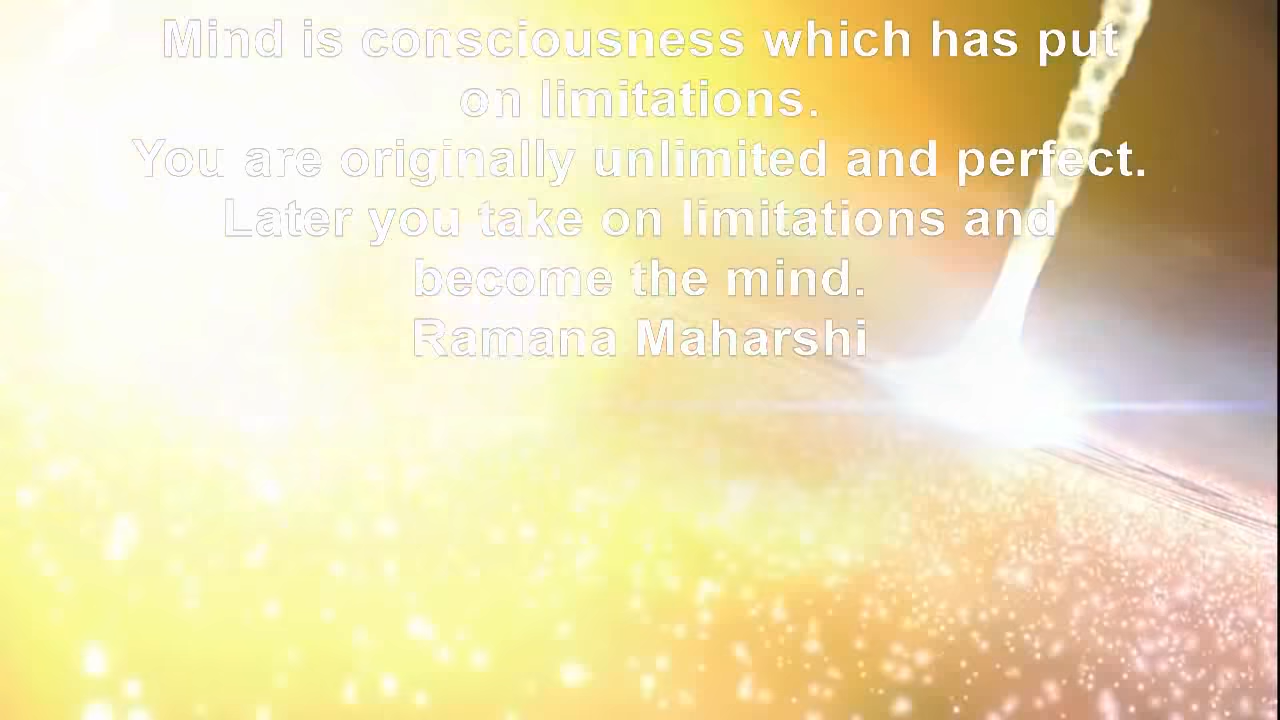 Mind is consciousness which has put
on limitations.
You are originally unlimited and perfect.
Later you take on limitations and
become the mind.
Ramana Maharshi